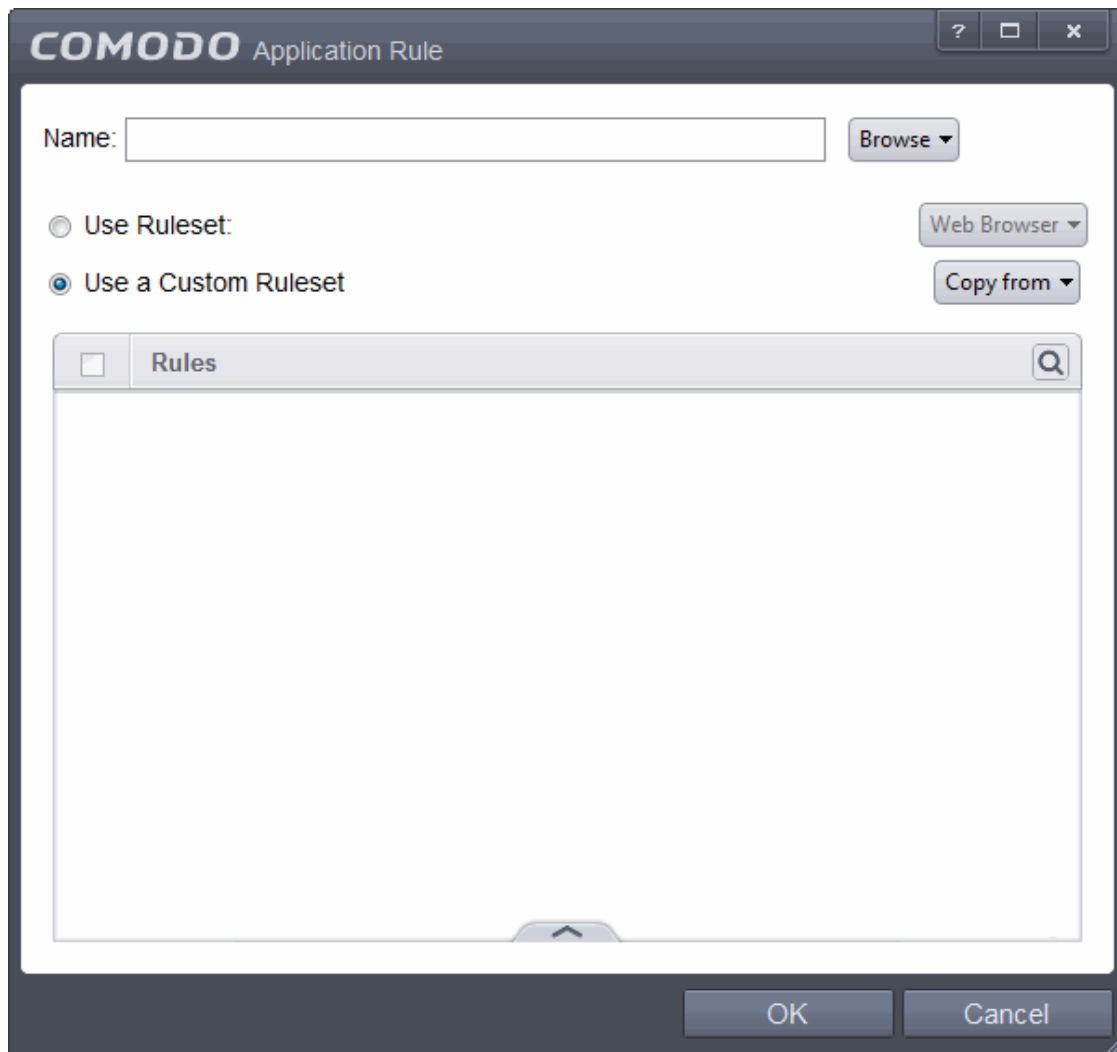 COMODO Application Rule
Name: Browse
Use Ruleset: Web Browser
Use a Custom Ruleset Copy from
Rules
OK Cancel